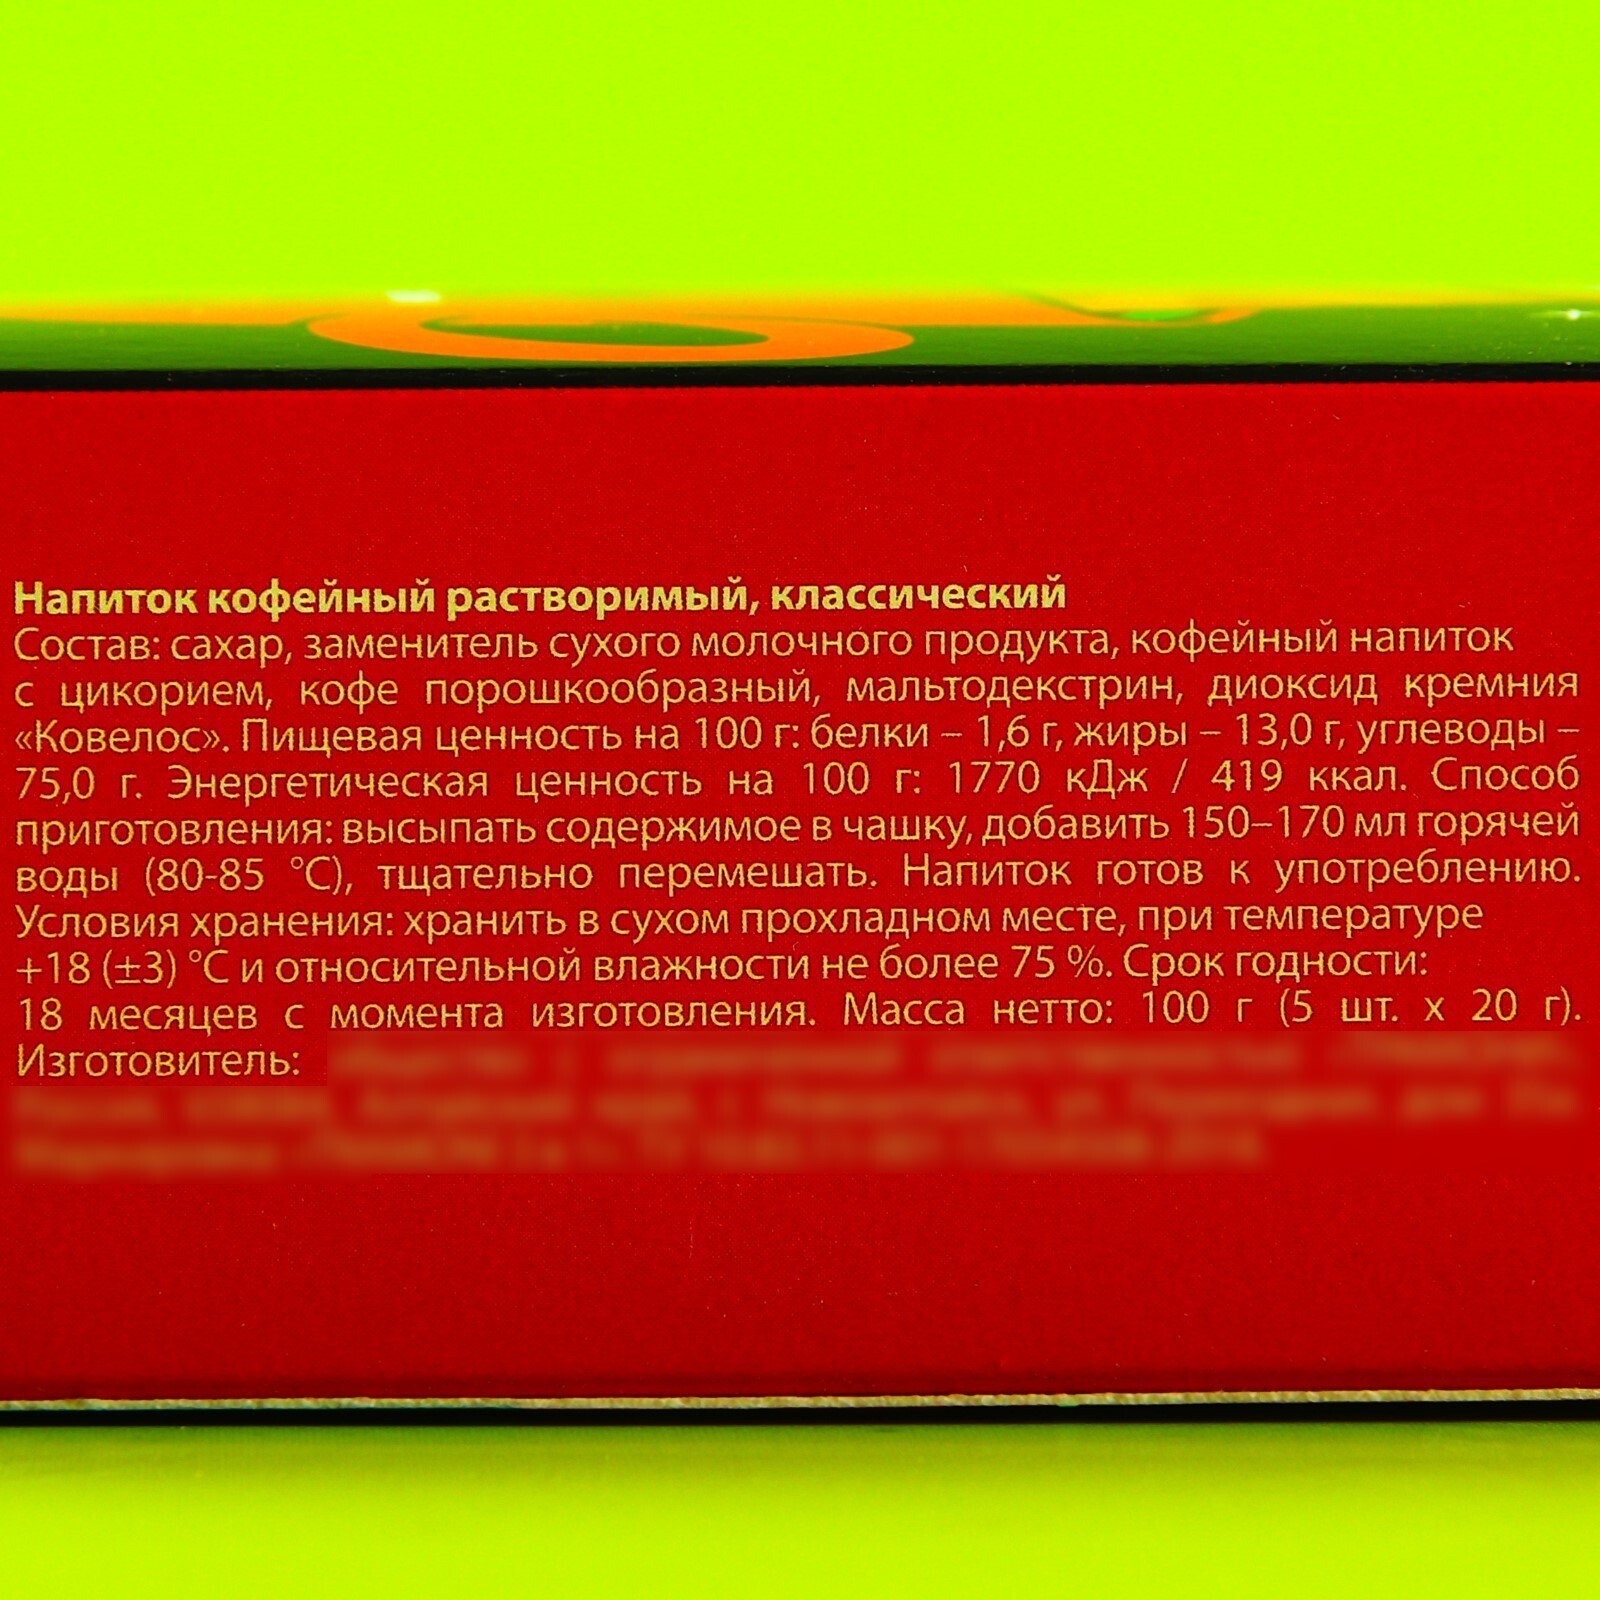 Напиток кофейный растворимый, классический
Состав: сахар, заменитель сухого молочного продукта, кофейный напиток
с цикорием, кофе порошкообразный, мальтодекстрин, диоксид кремния
«Ковелос». Пищевая ценность на 100 г: белки – 1,6 г, жиры – 13,0 г, углеводы –
75,0 г. Энергетическая ценность на 100 г: 1770 кДж / 419 ккал. Способ
приготовления: высыпать содержимое в чашку, добавить 150–170 мл горячей
воды (80-85 °С), тщательно перемешать. Напиток готов к употреблению.
Условия хранения: хранить в сухом прохладном месте, при температуре
+18 (±3) °С и относительной влажности не более 75 %. Срок годности:
18 месяцев с момента изготовления. Масса нетто: 100 г (5 шт. х 20 г).
Изготовитель: